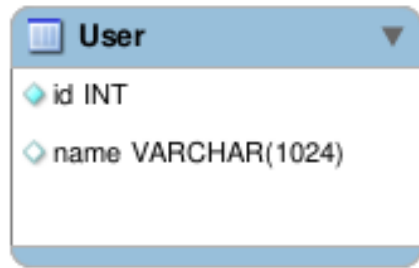 User
id INT
name VARCHAR(1024)